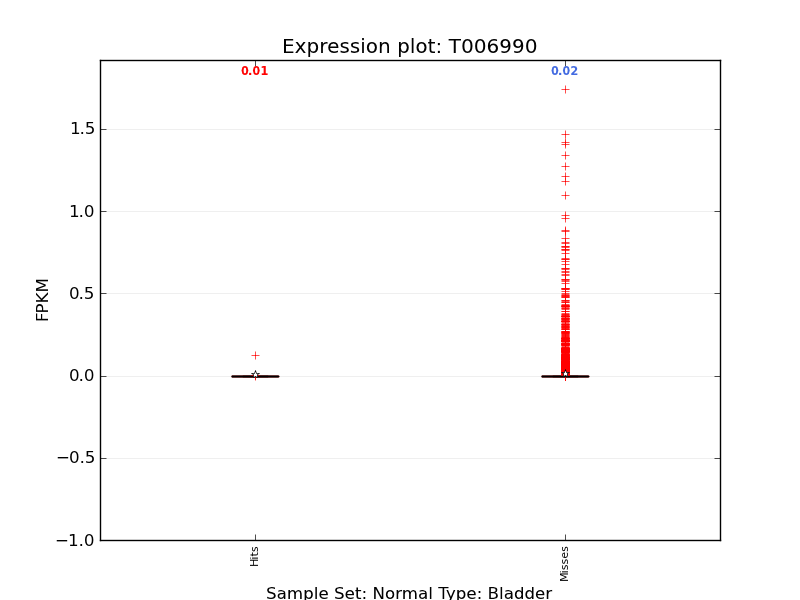 Expression plot: T006990
0.01
0.02
1.5
1.0
0.5
0.0
−0.5
−1.0
FPKM
Hits
Misses
Sample Set: Normal Type: Bladder